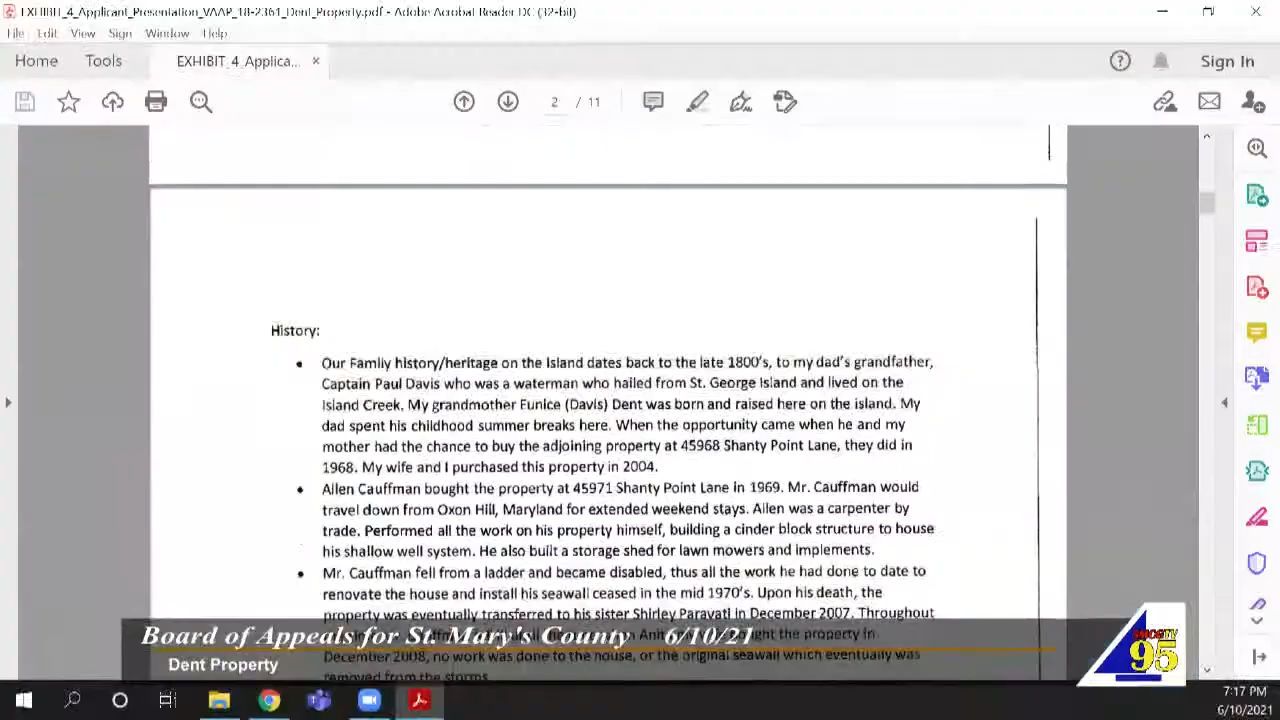 EXHIBIT_4_Applicant_Presentation_VAAP_18-2361_Dent_Property.pdf - Adobe Acrobat Reader DC (32-bit)
File Edit View Sign Window Help
Home Tools EXHIBIT_4_Applica... × Sign In
2 / 11
History:
• Our Family history/heritage on the Island dates back to the late 1800's, to my dad's grandfather,
Captain Paul Davis who was a waterman who hailed from St. George Island and lived on the
Island Creek. My grandmother Eunice (Davis) Dent was born and raised here on the island. My
dad spent his childhood summer breaks here. When the opportunity came when he and my
mother had the chance to buy the adjoining property at 45968 Shanty Point Lane, they did in
1968. My wife and I purchased this property in 2004.
• Allen Cauffman bought the property at 45971 Shanty Point Lane in 1969. Mr. Cauffman would
travel down from Oxon Hill, Maryland for extended weekend stays. Allen was a carpenter by
trade. Performed all the work on his property himself, building a cinder block structure to house
his shallow well system. He also built a storage shed for lawn mowers and implements.
• Mr. Cauffman fell from a ladder and became disabled, thus all the work he had done to date to
renovate the house and install his seawall ceased in the mid 1970's. Upon his death, the
property was eventually transferred to his sister Shirley Paravati in December 2007. Throughout
bought the property in
December 2008, no work was done to the house, or the original seawall which eventually was
removed from the storms.
Board of Appeals for St. Mary's County 6/10/21
Dent Property
SMCGTV
95
7:17 PM
6/10/2021